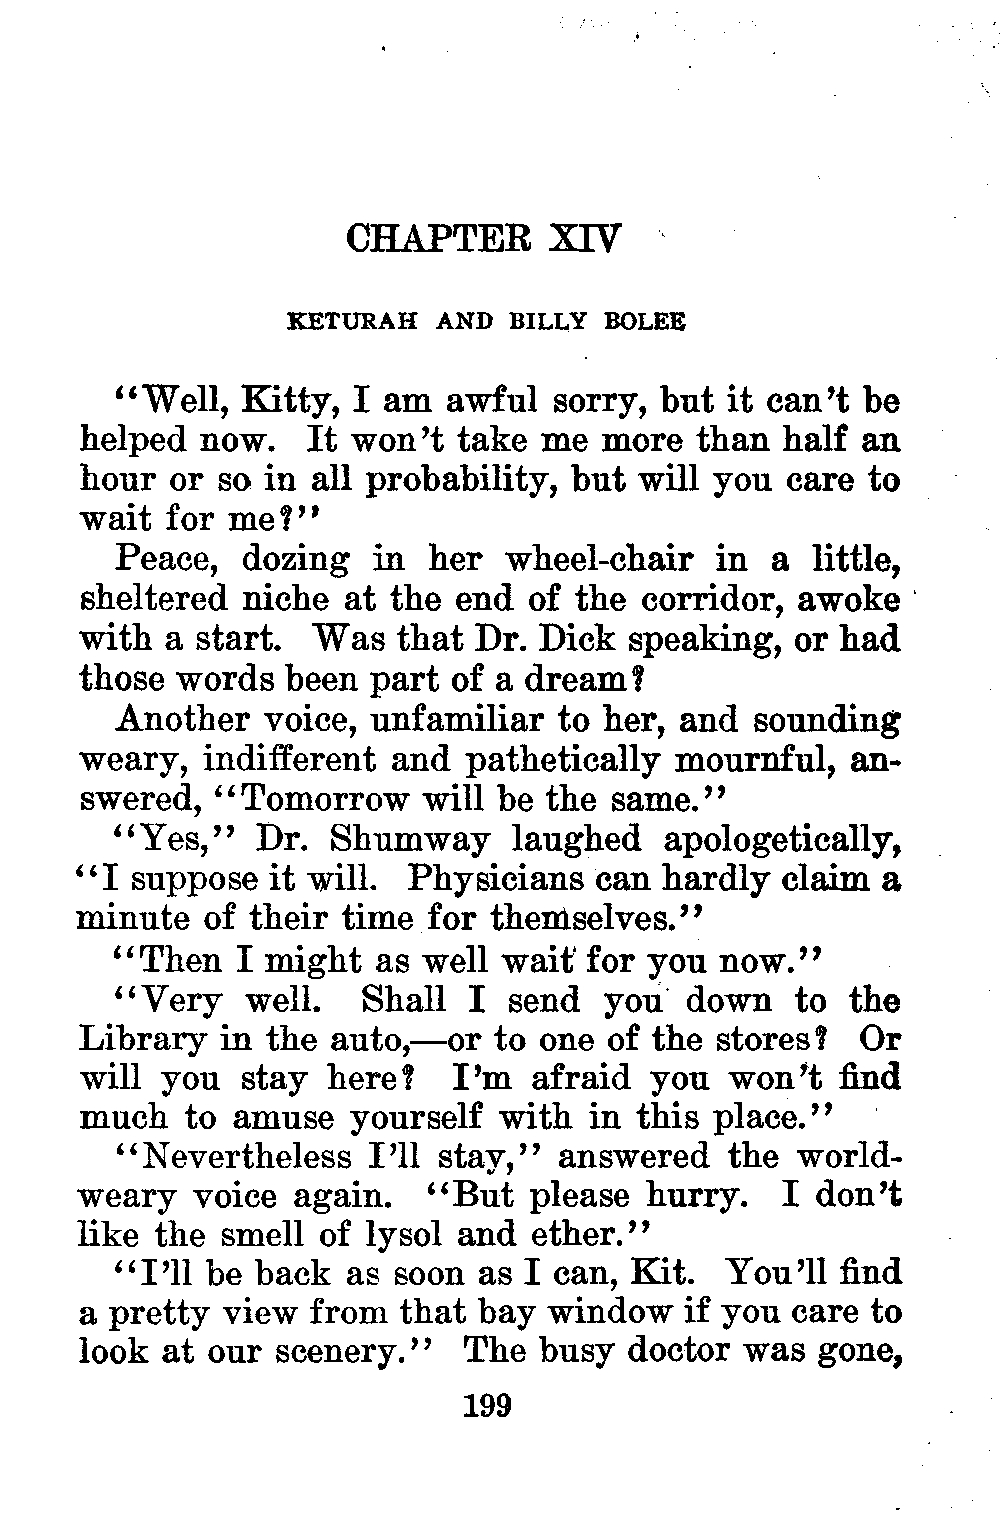 CHAPTER XIV
KETURAH AND BILLY BOLEE
“Well, Kitty, I am awful sorry, but it can’t be
helped now. It won’t take me more than half an
hour or so in all probability, but will you care to
wait for me?”
Peace, dozing in her wheel-chair in a little,
sheltered niche at the end of the corridor, awoke
with a start. Was that Dr. Dick speaking, or had
those words been part of a dream?
Another voice, unfamiliar to her, and sounding
weary, indifferent and pathetically mournful, an-
swered, “Tomorrow will be the same.”
“Yes,” Dr. Shumway laughed apologetically,
“I suppose it will. Physicians can hardly claim a
minute of their time for themselves.”
“Then I might as well wait for you now.”
“Very well. Shall I send you down to the
Library in the auto,—or to one of the stores? Or
will you stay here? I’m afraid you won’t find
much to amuse yourself with in this place.”
“Nevertheless I’ll stay,” answered the world-
weary voice again. “But please hurry. I don’t
like the smell of lysol and ether.”
“I’ll be back as soon as I can, Kit. You’ll find
a pretty view from that bay window if you care to
look at our scenery.” The busy doctor was gone,
199